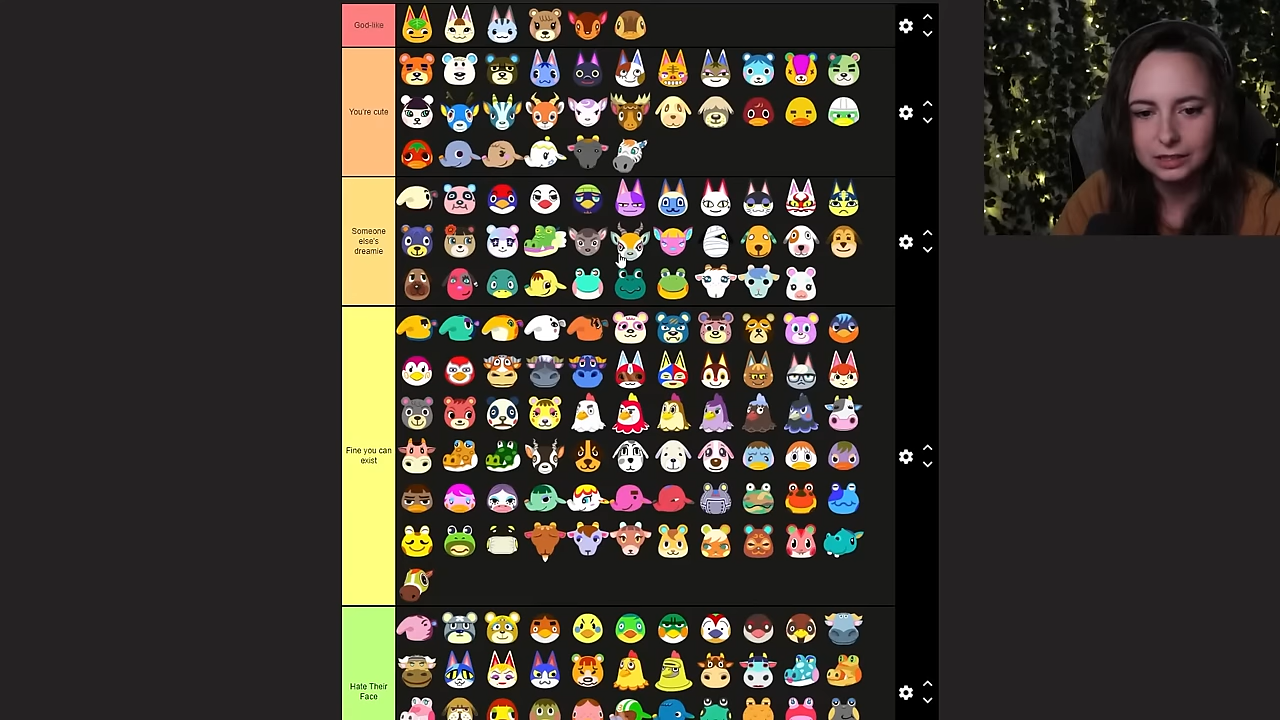 God-like
You're cute
Someone
else's
dreamie
Fine you can
exist
Hate Their
Face